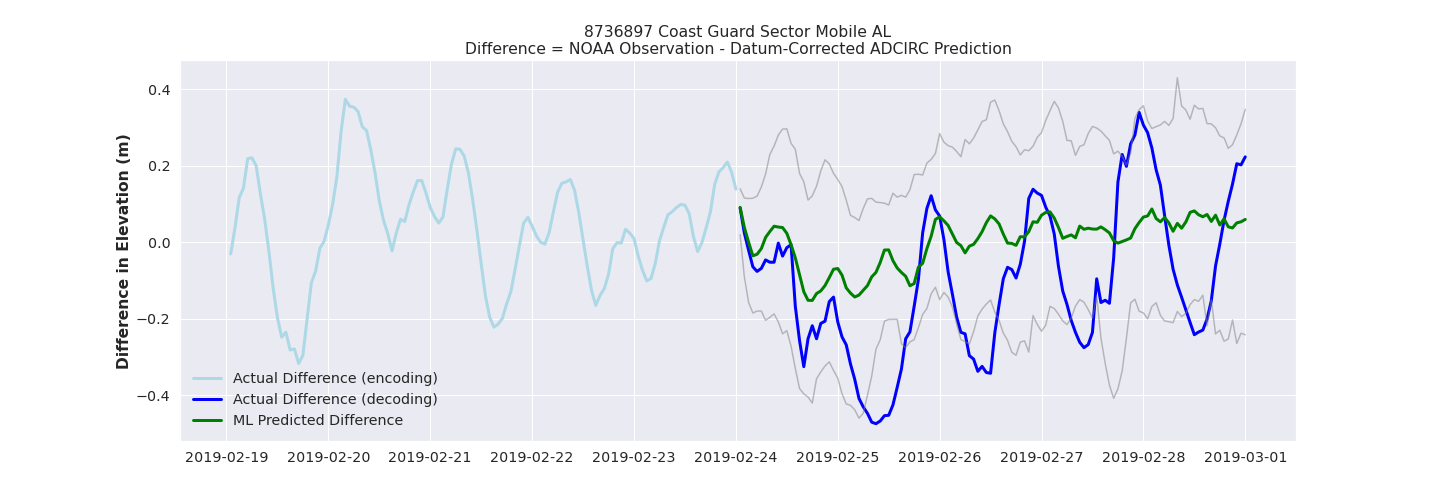 8736897 Coast Guard Sector Mobile AL
Difference = NOAA Observation - Datum-Corrected ADCIRC Prediction
Difference in Elevation (m)
0.4
0.2
0.0
−0.2
−0.4
Actual Difference (encoding)
Actual Difference (decoding)
ML Predicted Difference
2019-02-19 2019-02-20 2019-02-21 2019-02-22 2019-02-23 2019-02-24 2019-02-25 2019-02-26 2019-02-27 2019-02-28 2019-03-01